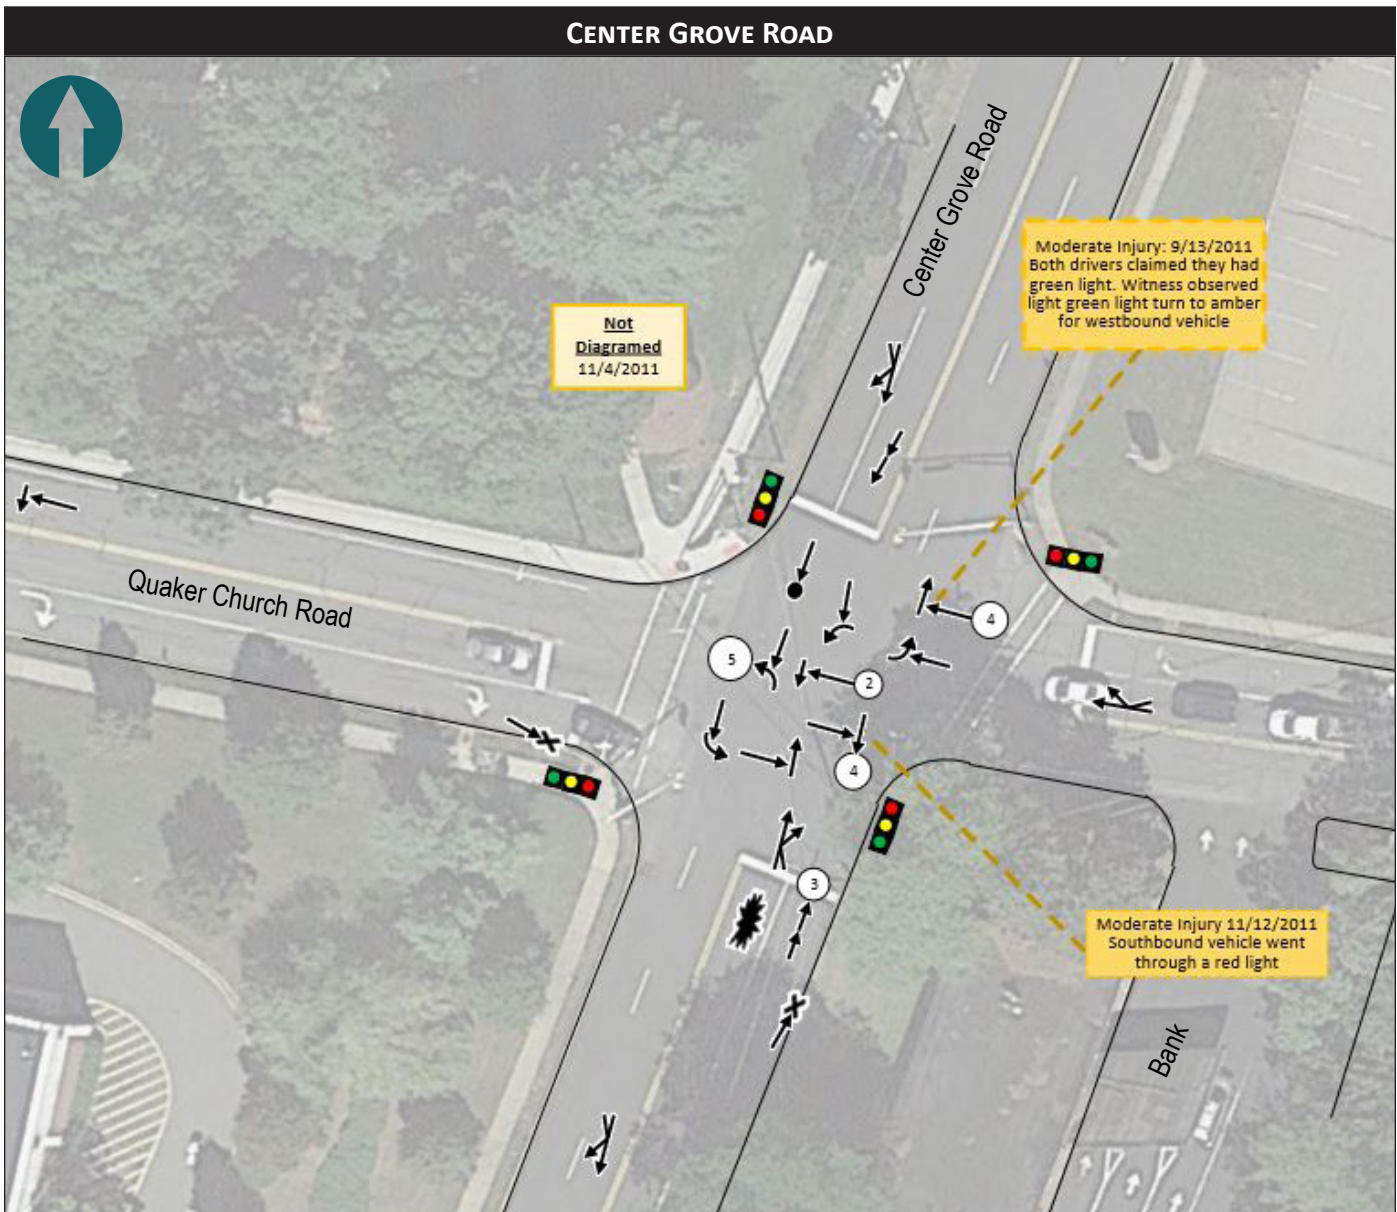 CENTER GROVE ROAD
Center Grove Road
Moderate Injury: 9/13/2011
Both drivers claimed they had
green light. Witness observed
light green light turn to amber
for westbound vehicle
Not
Diagramed
11/4/2011
Quaker Church Road
4
5
2
4
3
Moderate Injury 11/12/2011
Southbound vehicle went
through a red light
Bank